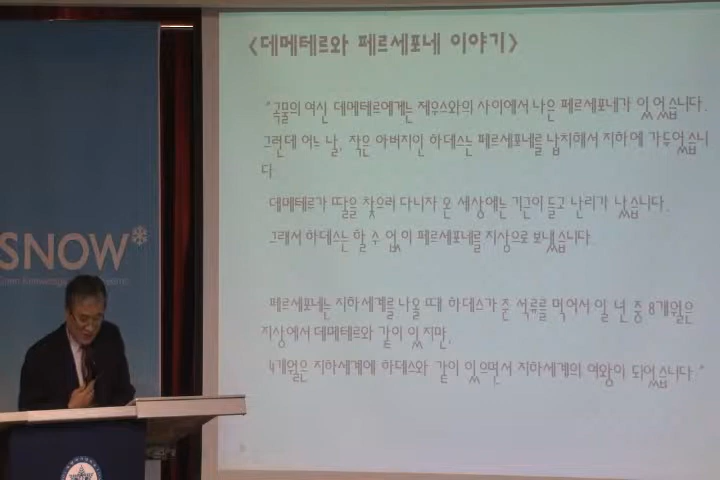 <데메테르와 페르세포네 이야기>
"곡물의 여신 데메테르에게는 제우스와의 사이에서 나은 페르세포네가 있었습니다.
그런데 어느 날, 작은 아버지인 하데스는 페르세포네를 납치해서 지하에 가두었습니
다
데메테르가 딸을 찾으러 다니자 온 세상에는 기근이 들고 난리가 났습니다.
그래서 하데스는 할 수 없이 페르세포네를 지상으로 보냈습니다
페르세포네는 지하세계를 나올 때 하데스가 준 석류를 먹어서 일 년 중 8개월은
지상에서 데메테르와 같이 있지만,
4개월은 지하세계에 하데스와 같이 있으면서 지하세계의 여왕이 되었습니다."
SNOW